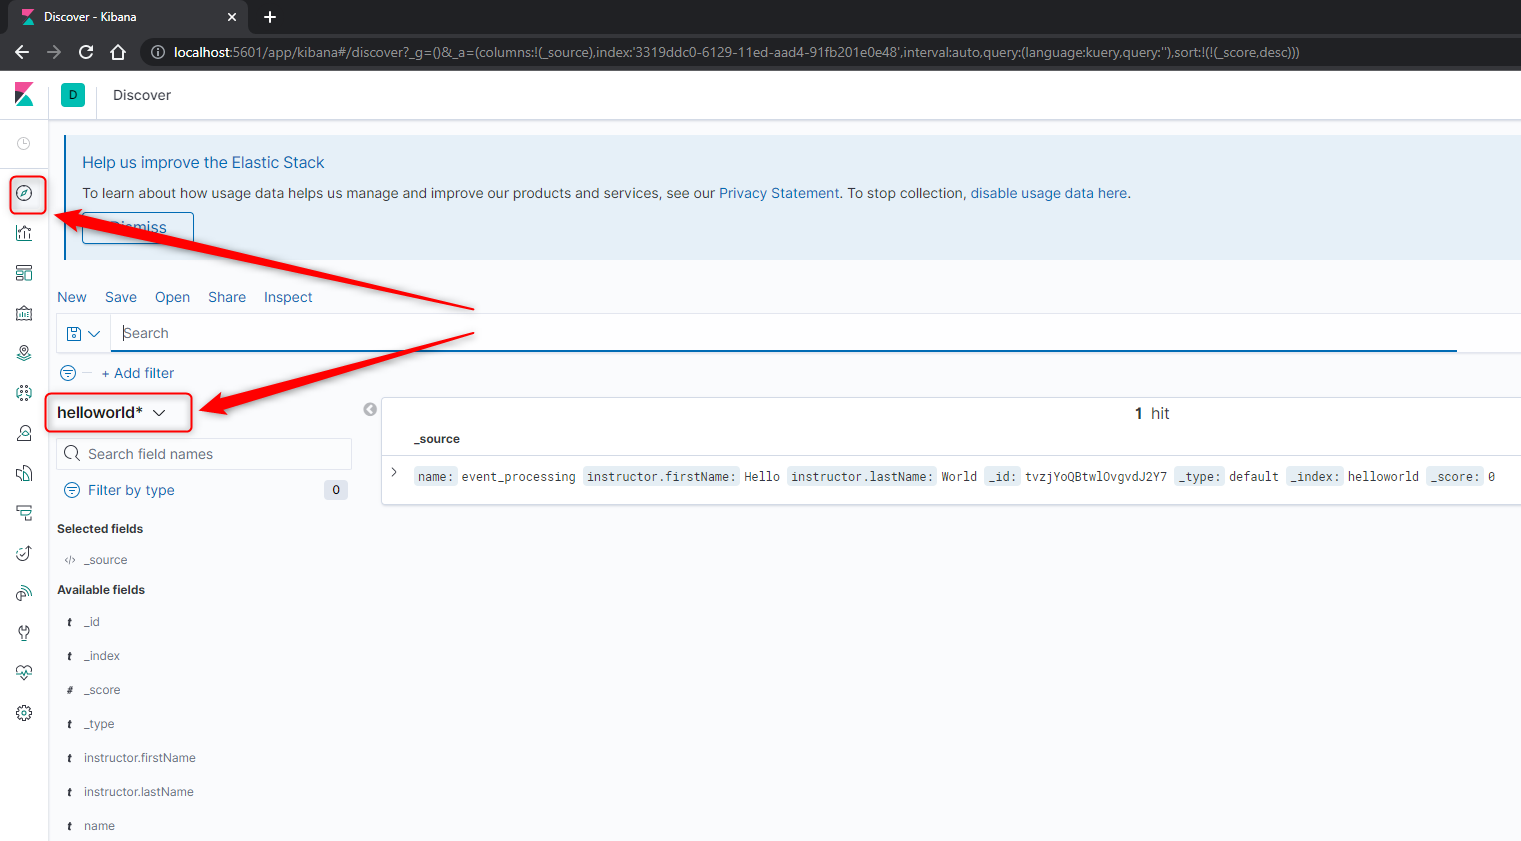 Discover - Kibana
localhost:5601/app/kibana#/discover?_g=()&_a=(columns:!(_source),index:'3319ddc0-6129-11ed-aad4-91fb201e0e48',interval:auto,query:(language:kuery,query:''),sort:!(!(_score,desc)))
D Discover
Help us improve the Elastic Stack
To learn about how usage data helps us manage and improve our products and services, see our Privacy Statement. To stop collection, disable usage data here.
Dismiss
New Save Open Share Inspect
Search
+ Add filter
helloworld*
1 hit
_source
Search field names
name: event_processing instructor.firstName: Hello instructor.lastName: World _id: tvzjYoQBtwlOvgvdJ2Y7 _type: default _index: helloworld _score: 0
Filter by type 0
Selected fields
</> _source
Available fields
t _id
t _index
# _score
t _type
t instructor.firstName
t instructor.lastName
t name